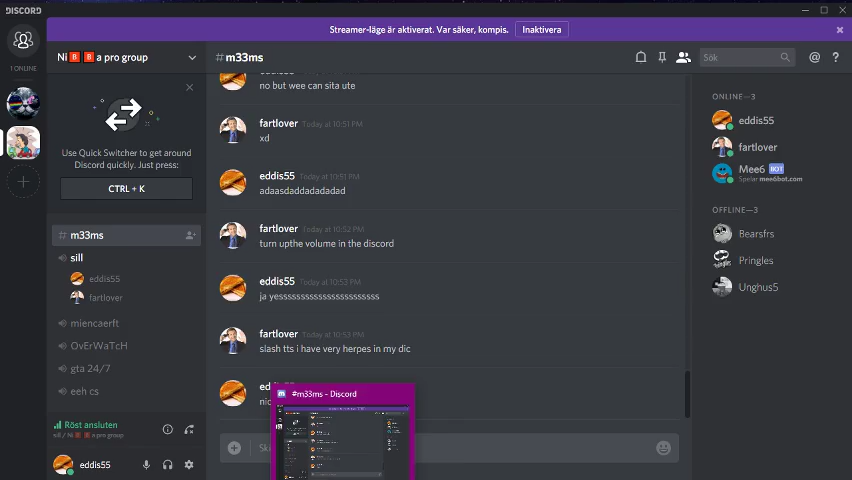 DISCORD
Streamer-läge är aktiverat. Var säker, kompis.
Inaktivera
1 ONLINE
Ni🅱🅱a pro group
Use Quick Switcher to get around
Discord quickly. Just press:
CTRL + K
# m33ms
sill
eddis55
fartlover
miencaerft
OvErWaTcH
gta 24/7
eeh cs
Röst ansluten
sill / Ni🅱🅱a pro group
eddis55
# m33ms
Sök
no but wee can sita ute
fartlover Today at 10:51 PM
xd
eddis55 Today at 10:51 PM
adaasdaddadadadad
fartlover Today at 10:52 PM
turn upthe volume in the discord
eddis55 Today at 10:53 PM
ja yesssssssssssssssssssssss
fartlover Today at 10:53 PM
slash tts i have very herpes in my dic
#m33ms - Discord
ONLINE—3
eddis55
fartlover
Mee6 BOT
Spelar mee6bot.com
OFFLINE—3
Bearsfrs
Pringles
Unghus5